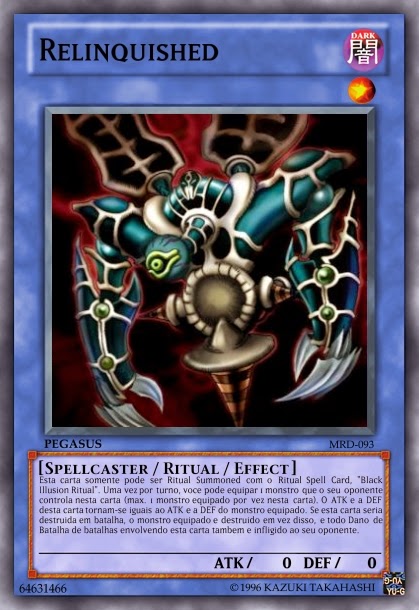 RELINQUISHED
DARK
闇
PEGASUS
MRD-093
[SPELLCASTER / RITUAL / EFFECT]
Esta carta somente pode ser Ritual Summoned com o Ritual Spell Card, "Black
Illusion Ritual". Uma vez por turno, voce pode equipar 1 monstro que o seu oponente
controla nesta carta (max. 1 monstro equipado por vez nesta carta). O ATK e a DEF
desta carta tornam-se iguais ao ATK e a DEF do monstro equipado. Se esta carta seria
destruida em batalha, o monstro equipado e destruido em vez disso, e todo Dano de
Batalha de batalhas envolvendo esta carta tambem e infligido ao seu oponente.
ATK / 0 DEF / 0
64631466
©1996 KAZUKI TAKAHASHI
YU-G